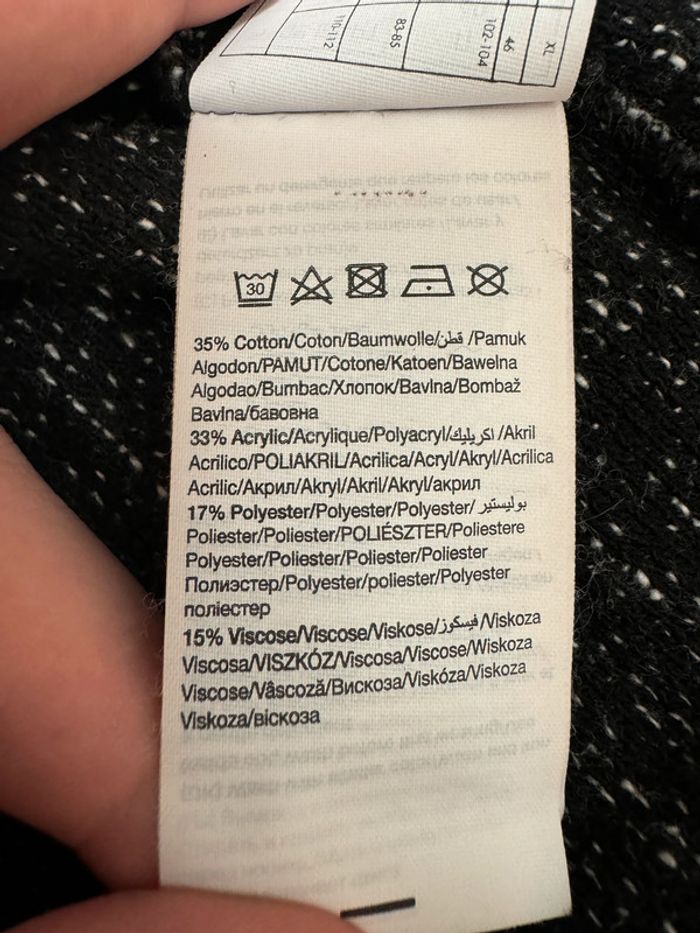 XL
46
102-104
83-85
110-112
30
35% Cotton/Coton/Baumwolle/قطن /Pamuk
Algodon/PAMUT/Cotone/Katoen/Bawelna
Algodao/Bumbac/Хлопок/Bavlna/Bombaž
Bavlna/бавовна
33% Acrylic/Acrylique/Polyacryl/اكريليك /Akril
Acrilico/POLIAKRIL/Acrilica/Acryl/Akryl/Acrilica
Acrilic/Акрил/Akryl/Akril/Akryl/акрил
17% Polyester/Polyester/Polyester/ بوليستير
Poliester/Poliester/POLIÉSZTER/Poliestere
Polyester/Poliester/Poliester/Poliester
Полиэстер/Polyester/poliester/Polyester
поліестер
15% Viscose/Viscose/Viskose/فيسكوز /Viskoza
Viscosa/VISZKÓZ/Viscosa/Viscose/Wiskoza
Viscose/Vâscoză/Вискоза/Viskóza/Viskoza
Viskoza/віскоза